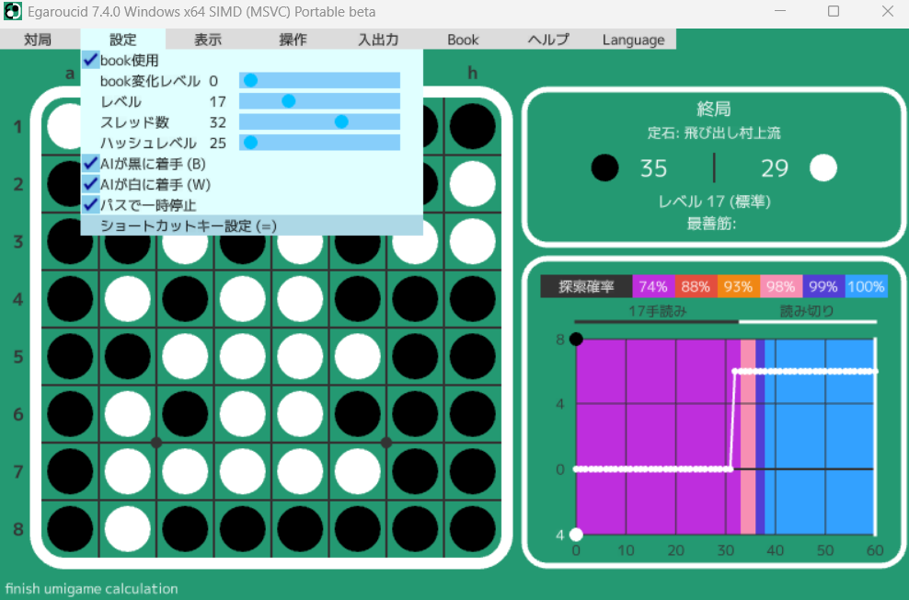 Egaroucid 7.4.0 Windows x64 SIMD (MSVC) Portable beta
対局 設定 表示 操作 入出力 Book ヘルプ Language
book使用
book変化レベル 0
レベル 17
スレッド数 32
ハッシュレベル 25
AIが黒に着手 (B)
AIが白に着手 (W)
パスで一時停止
ショートカットキー設定 (=)
a h
1
2
3
4
5
6
7
8
終局
定石: 飛び出し村上流
35 29
レベル 17 (標準)
最善筋:
探索確率 74% 88% 93% 98% 99% 100%
17手読み 読み切り
8
4
0
4
0 10 20 30 40 50 60
finish umigame calculation